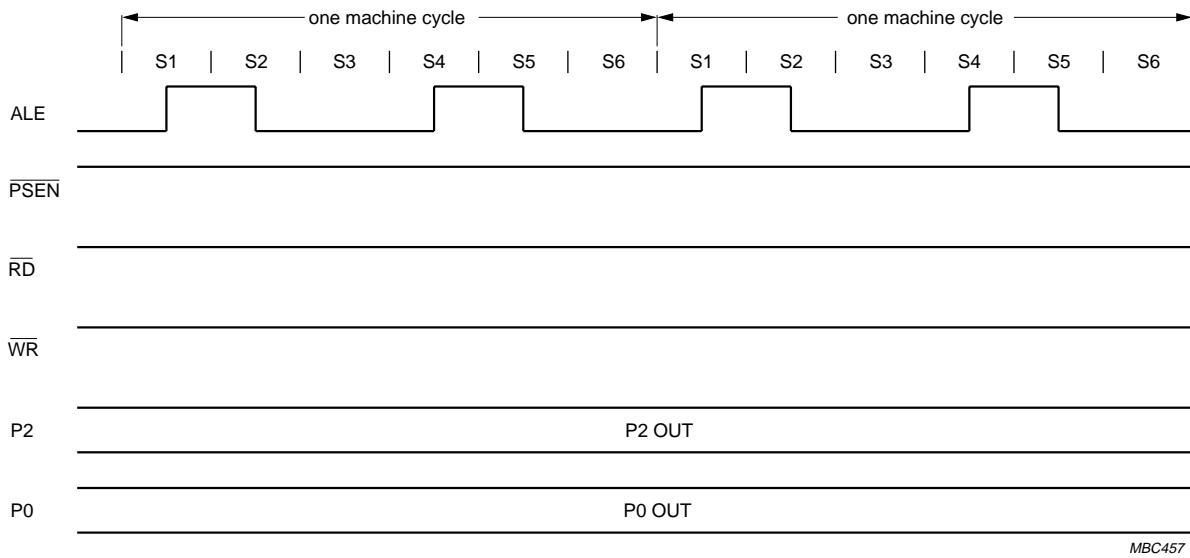 one machine cycle one machine cycle
S1 S2 S3 S4 S5 S6 S1 S2 S3 S4 S5 S6
ALE
PSEN
RD
WR
P2 P2 OUT
P0 P0 OUT
MBC457